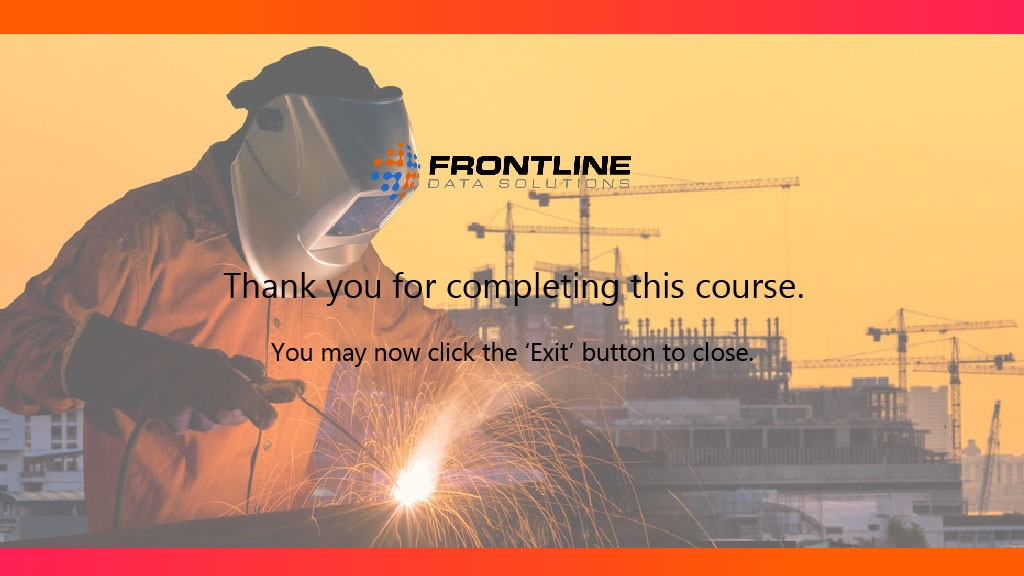 FRONTLINE
DATA SOLUTIONS
Thank you for completing this course.
You may now click the ‘Exit’ button to close.